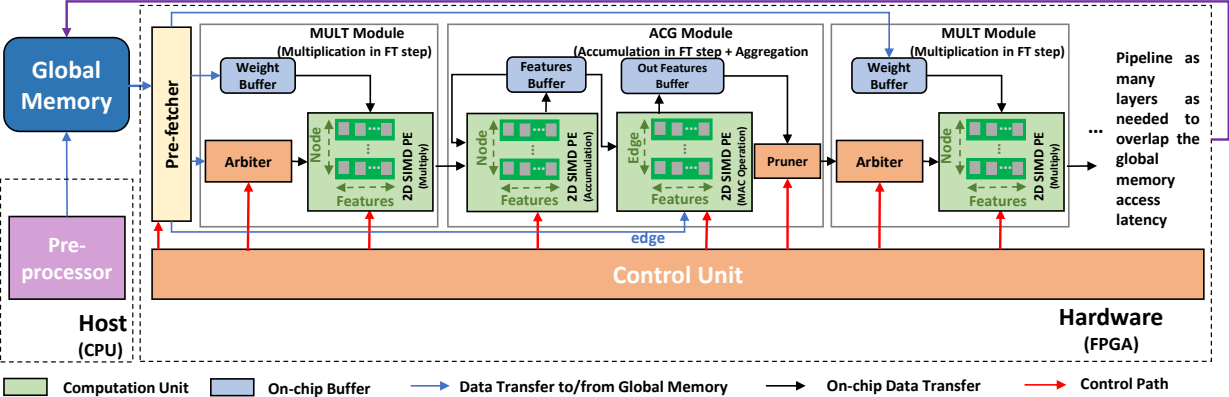 Global
Memory
Pre-
processor
Host
(CPU)
Pre-fetcher
MULT Module
(Multiplication in FT step)
Weight
Buffer
Arbiter
Node
...
...
...
Features
2D SIMD PE
(Multiply)
ACG Module
(Accumulation in FT step + Aggregation
Features
Buffer
Node
...
...
...
Features
2D SIMD PE
(Accumulation)
Out Features
Buffer
Edge
...
...
...
Features
2D SIMD PE
(MAC Operation)
Pruner
edge
MULT Module
(Multiplication in FT step)
Weight
Buffer
Arbiter
Node
...
...
...
Features
2D SIMD PE
(Multiply)
...
Pipeline as
many
layers as
needed to
overlap the
global
memory
access
latency
Control Unit
Hardware
(FPGA)
Computation Unit
On-chip Buffer
Data Transfer to/from Global Memory
On-chip Data Transfer
Control Path